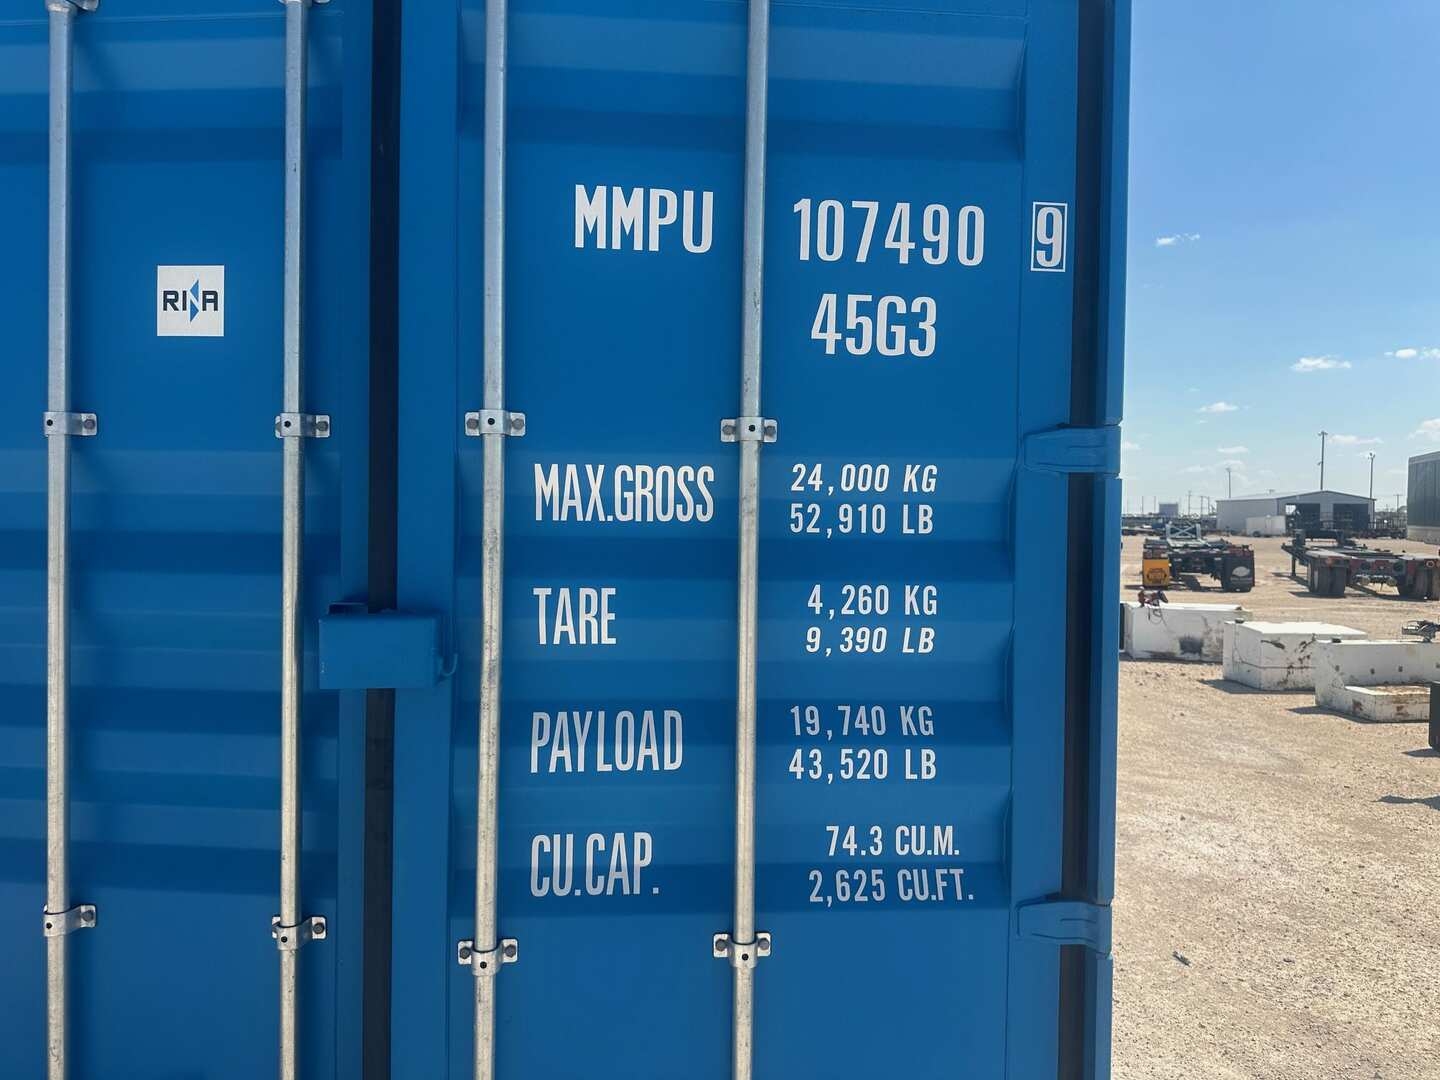 RINA
MMPU 107490 9
45G3
MAX.GROSS 24,000 KG
52,910 LB
TARE 4,260 KG
9,390 LB
PAYLOAD 19,740 KG
43,520 LB
CU.CAP. 74.3 CU.M.
2,625 CU.FT.